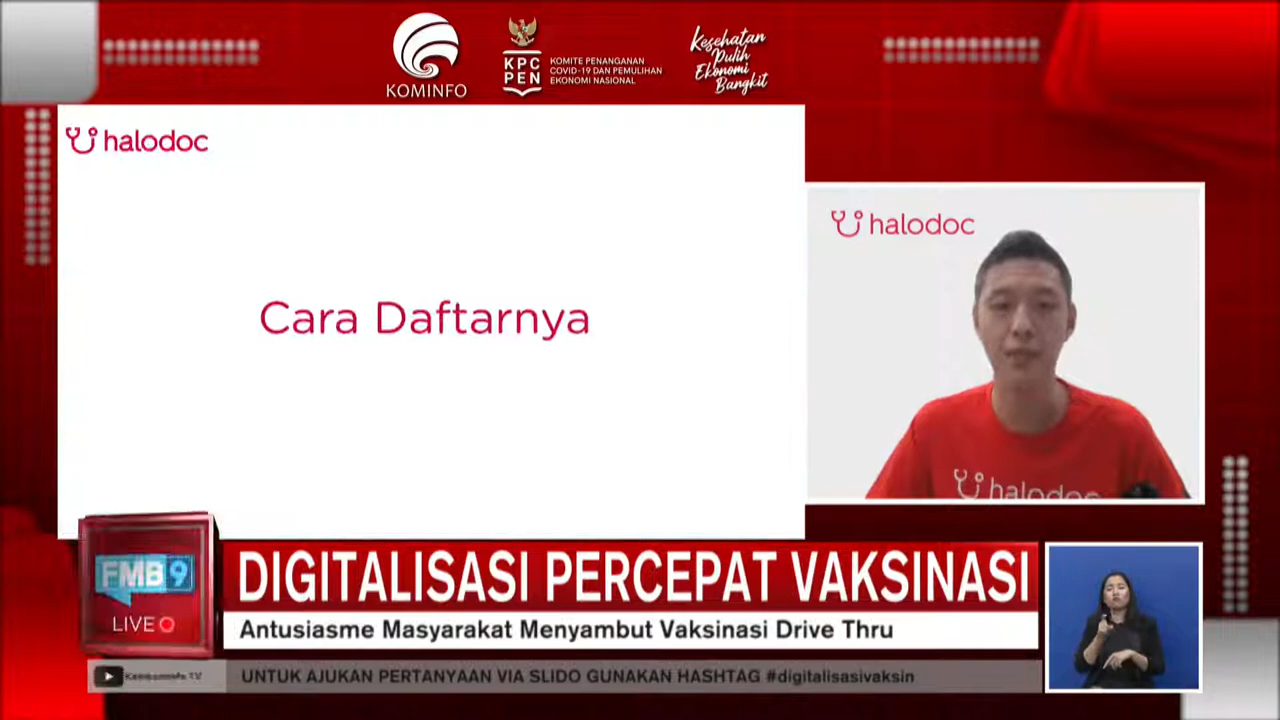 KOMINFO
KPC
PEN
KOMITE PENANGANAN
COVID-19 DAN PEMULIHAN
EKONOMI NASIONAL
Kesehatan
Pulih
Ekonomi
Bangkit
halodoc
Cara Daftarnya
halodoc
halodoc
FMB 9
LIVE
DIGITALISASI PERCEPAT VAKSINASI
Antusiasme Masyarakat Menyambut Vaksinasi Drive Thru
UNTUK AJUKAN PERTANYAAN VIA SLIDO GUNAKAN HASHTAG #digitalisasivaksin